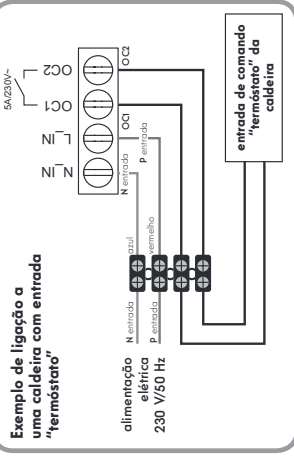 Exemplo de ligação a
uma caldeira com entrada
“termóstato”
alimentação
elétrica
230 V/50 Hz
N entrada
P entrada
azul
vermelho
N entrada
P entrada
OC1
OC2
N_IN
L_IN
OC1
OC2
5A/230V~
entrada de comando
“termóstato” da
caldeira